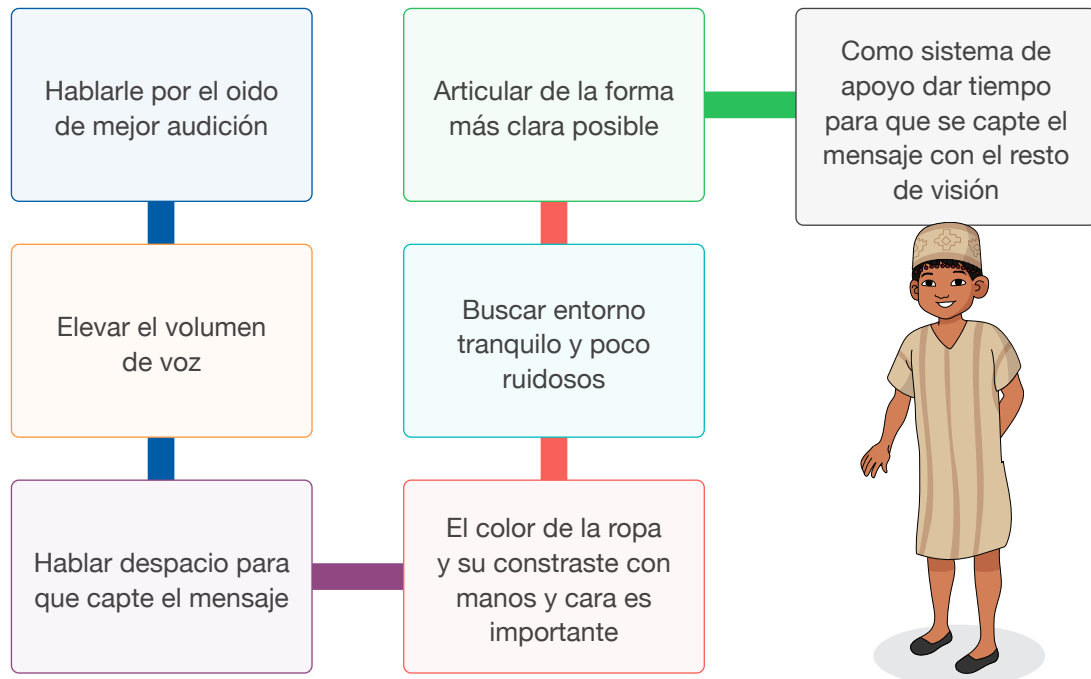 Hablarle por el oido
de mejor audición
Elevar el volumen
de voz
Hablar despacio para
que capte el mensaje
El color de la ropa
y su constraste con
manos y cara es
importante
Buscar entorno
tranquilo y poco
ruidosos
Articular de la forma
más clara posible
Como sistema de
apoyo dar tiempo
para que se capte el
mensaje con el resto
de visión